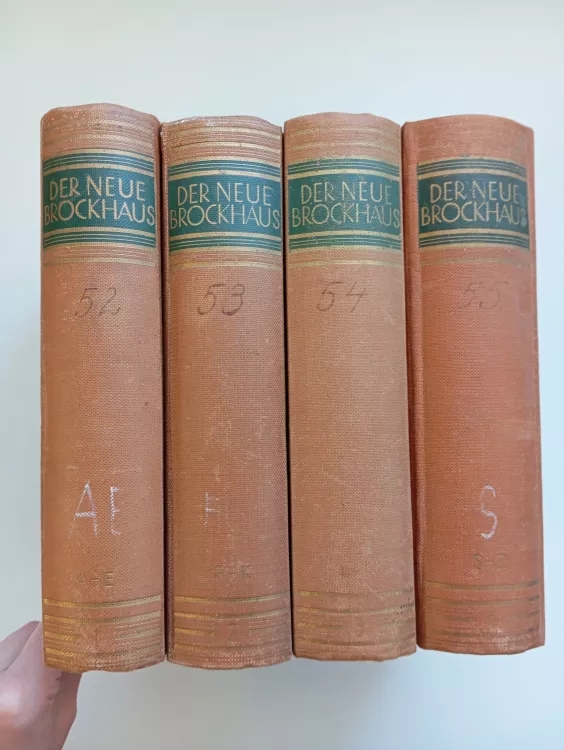 DER NEUE
BROCKHAUS
52
AE
A-E
DER NEUE
BROCKHAUS
53
F
DER NEUE
BROCKHAUS
54
DER NEUE
BROCKHAUS
55
S